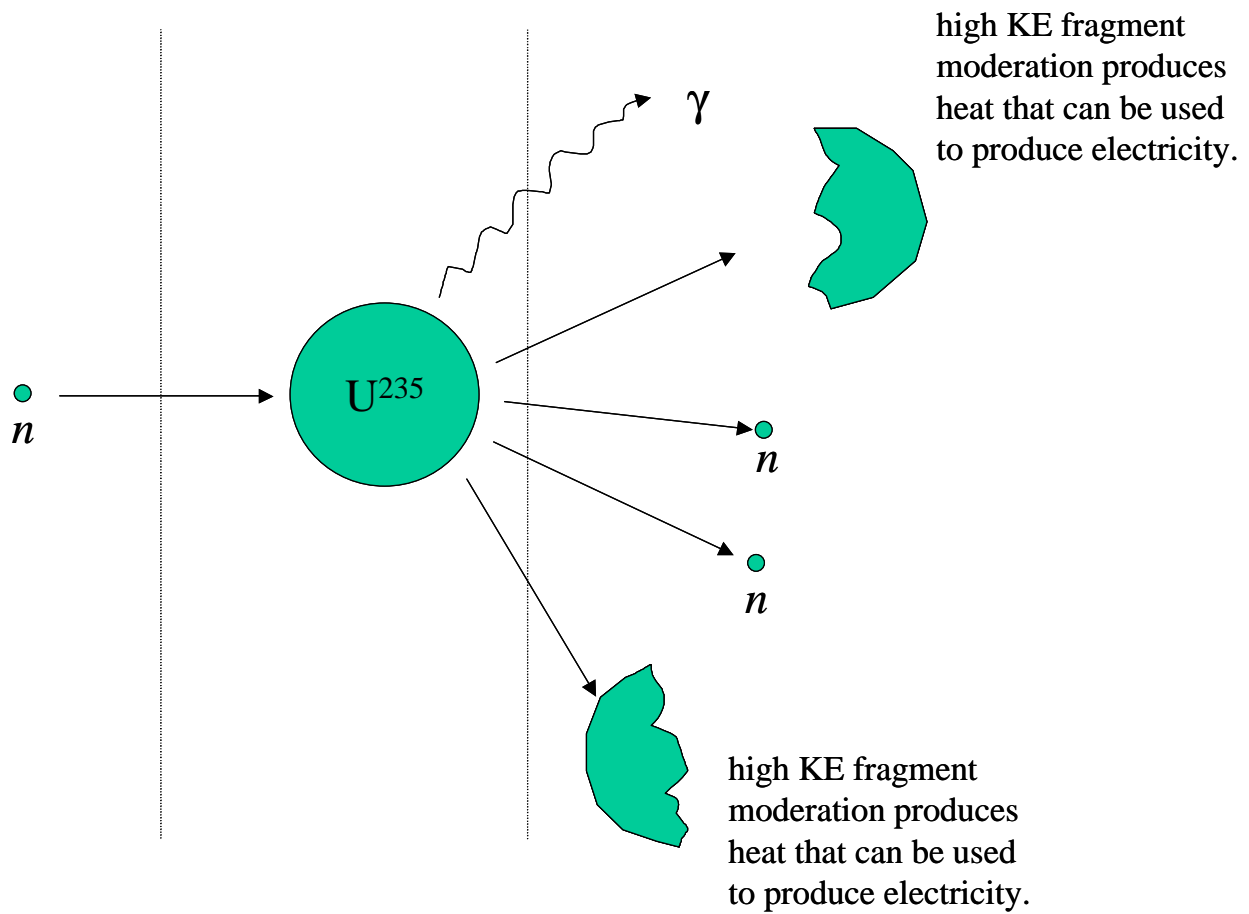 high KE fragment
moderation produces
heat that can be used
to produce electricity.
γ
U²³⁵
n
n
n
high KE fragment
moderation produces
heat that can be used
to produce electricity.